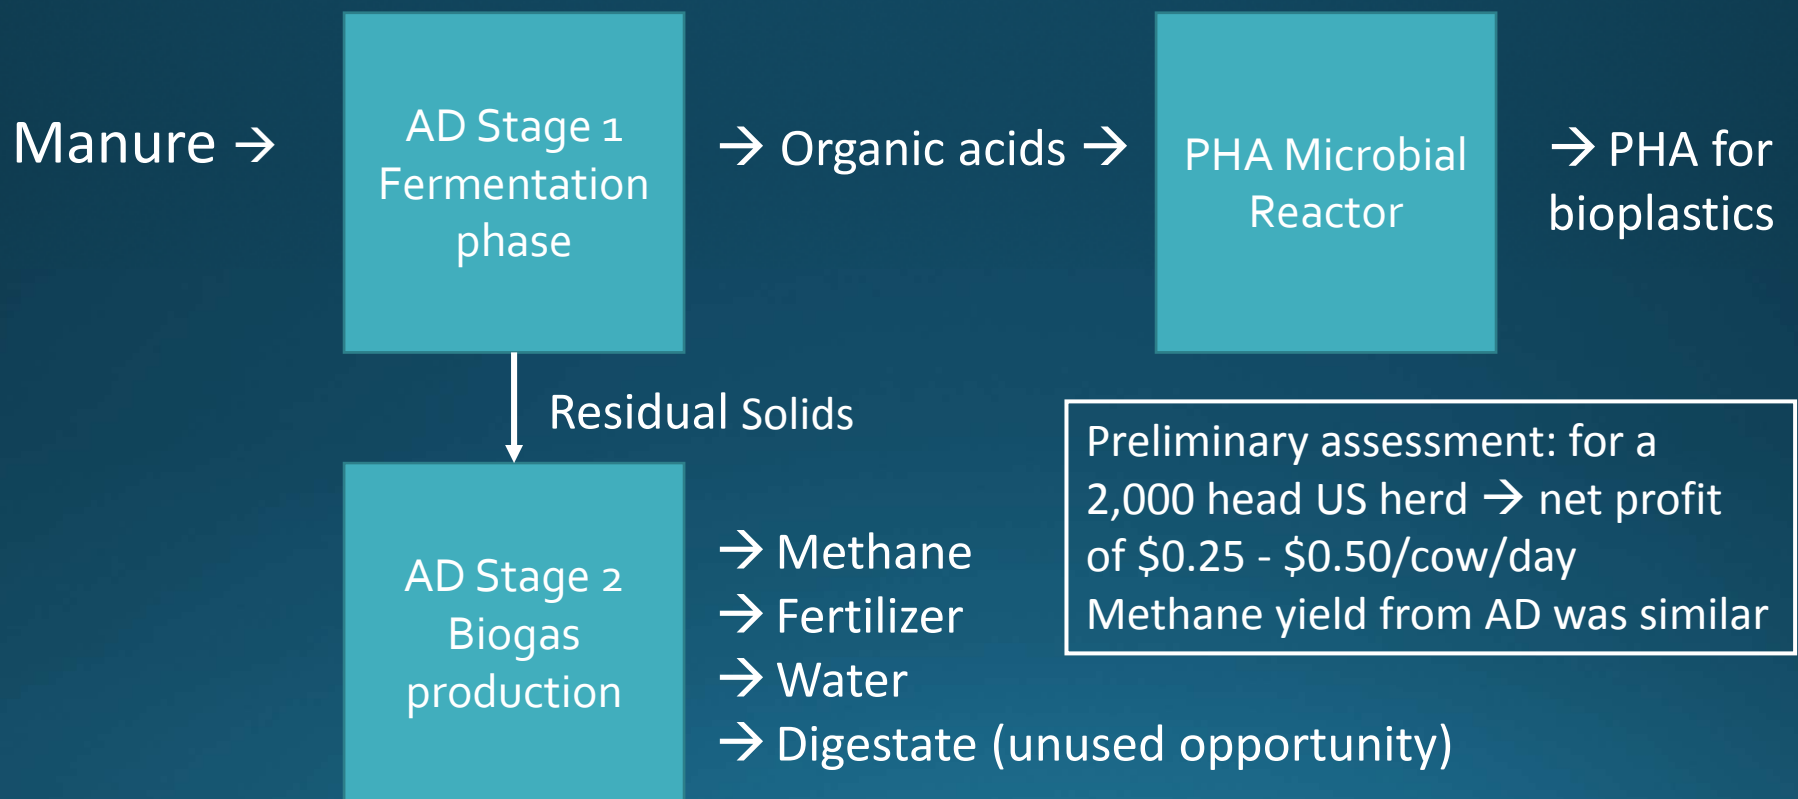 Manure →
AD Stage 1
Fermentation
phase
→ Organic acids →
PHA Microbial
Reactor
→ PHA for
bioplastics
Residual Solids
AD Stage 2
Biogas
production
→ Methane
→ Fertilizer
→ Water
→ Digestate (unused opportunity)
Preliminary assessment: for a
2,000 head US herd → net profit
of $0.25 - $0.50/cow/day
Methane yield from AD was similar